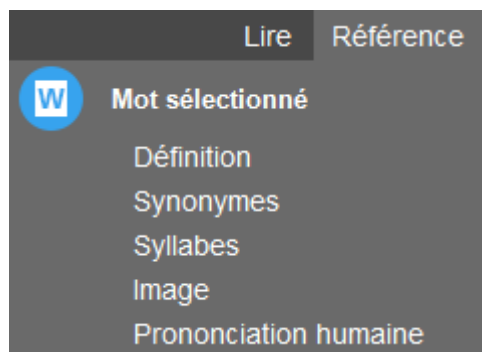 Lire Référence
W Mot sélectionné
Définition
Synonymes
Syllabes
Image
Prononciation humaine